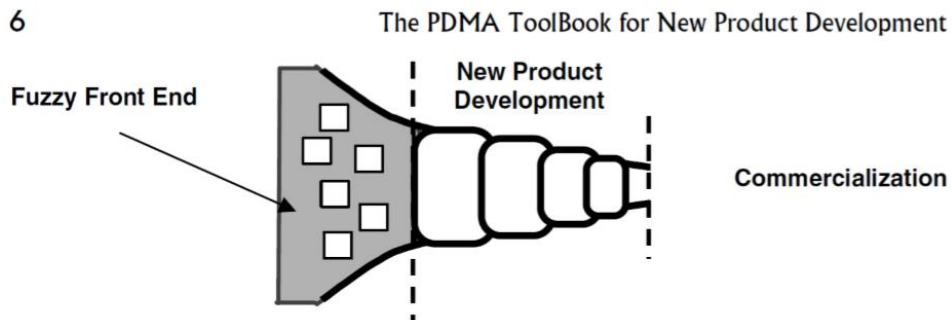 6 The PDMA ToolBook for New Product Development
Fuzzy Front End
New Product
Development
Commercialization